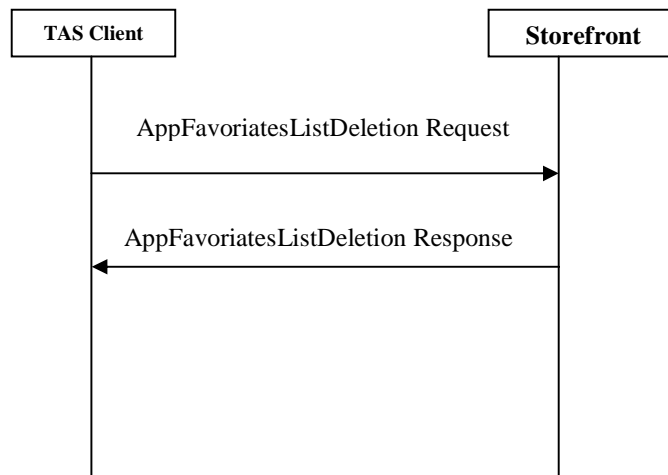 TAS Client
Storefront
AppFavoriatesListDeletion Request
AppFavoriatesListDeletion Response